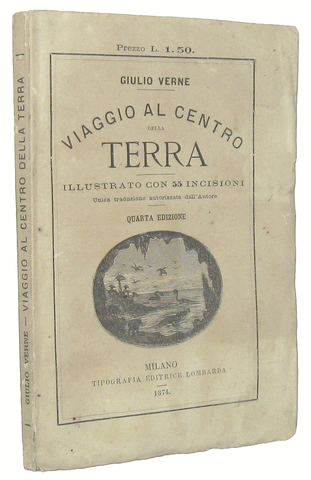 Prezzo L. 1.50.
GIULIO VERNE
VIAGGIO AL CENTRO
DELLA
TERRA
ILLUSTRATO CON 55 INCISIONI
Unica traduzione autorizzata dall'Autore
QUARTA EDIZIONE
MILANO
TIPOGRAFIA EDITRICE LOMBARDA
1874.
GIULIO VERNE — VIAGGIO AL CENTRO DELLA TERRA